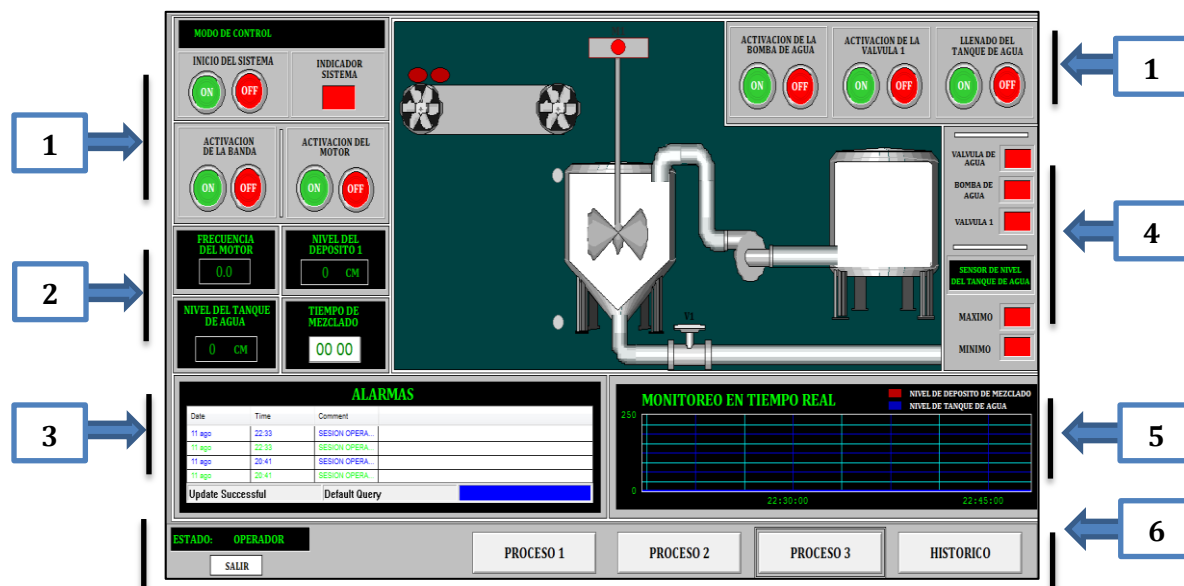 MODO DE CONTROL
INICIO DEL SISTEMA
ON
OFF
INDICADOR
SISTEMA
ACTIVACION
DE LA BANDA
ON
OFF
ACTIVACION DEL
MOTOR
ON
OFF
1
FRECUENCIA
DEL MOTOR
0.0
NIVEL DEL
DEPOSITO 1
0 CM
NIVEL DEL TANQUE
DE AGUA
0 CM
TIEMPO DE
MEZCLADO
00 00
2
V1
ACTIVACION DE LA
BOMBA DE AGUA
ON
OFF
ACTIVACION DE LA
VALVULA 1
ON
OFF
LLENADO DEL
TANQUE DE AGUA
ON
OFF
1
VALVULA DE
AGUA
BOMBA DE
AGUA
VALVULA 1
SENSOR DE NIVEL
DEL TANQUE DE AGUA
MAXIMO
MINIMO
4
ALARMAS
Date Time Comment
11 ago 22:33 SESION OPERA...
11 ago 22:33 SESION OPERA...
11 ago 20:41 SESION OPERA...
11 ago 20:41 SESION OPERA...
Update Successful Default Query
3
MONITOREO EN TIEMPO REAL
NIVEL DE DEPOSITO DE MEZCLADO
NIVEL DE TANQUE DE AGUA
250
0
22:30:00 22:45:00
5
ESTADO: OPERADOR
SALIR
PROCESO 1
PROCESO 2
PROCESO 3
HISTORICO
6